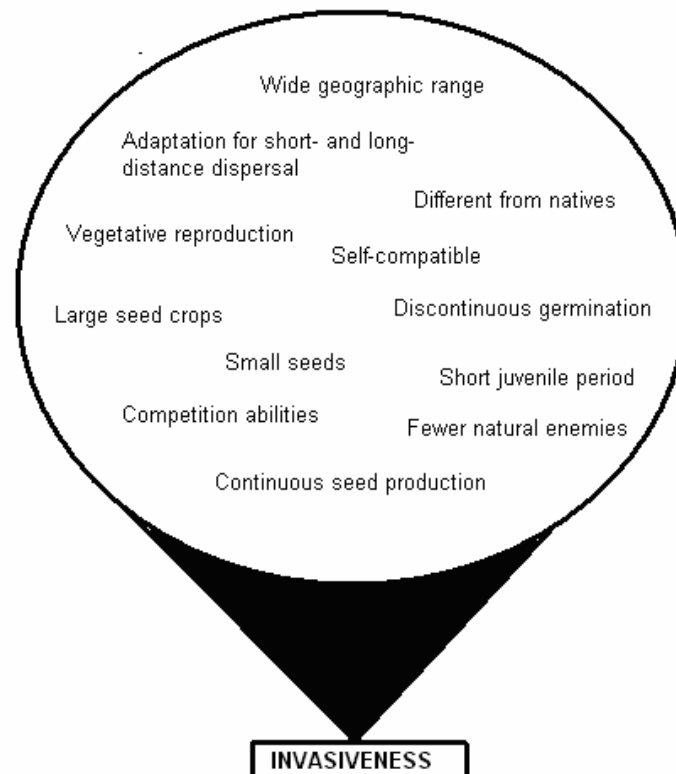 Wide geographic range
Adaptation for short- and long-
distance dispersal
Different from natives
Vegetative reproduction
Self-compatible
Discontinuous germination
Large seed crops
Small seeds
Short juvenile period
Competition abilities
Fewer natural enemies
Continuous seed production
INVASIVENESS